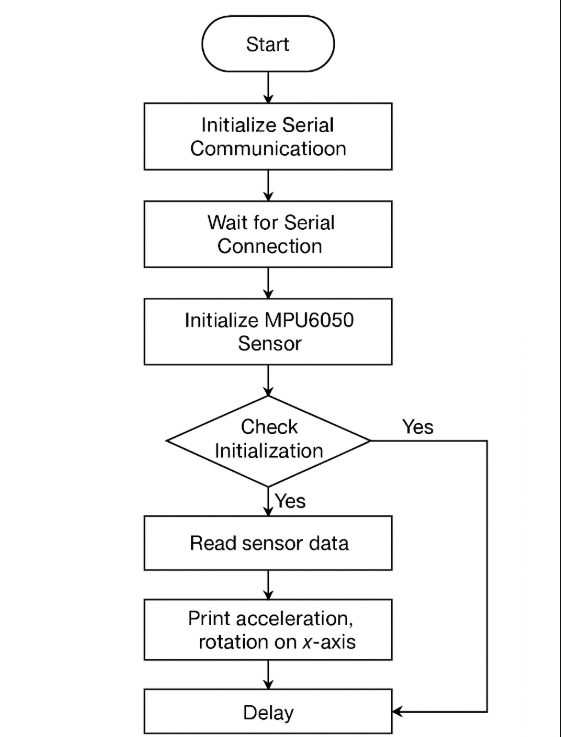 Start
Initialize Serial
Communicatioon
Wait for Serial
Connection
Initialize MPU6050
Sensor
Check
Initialization
Yes
Yes
Read sensor data
Print acceleration,
rotation on x-axis
Delay